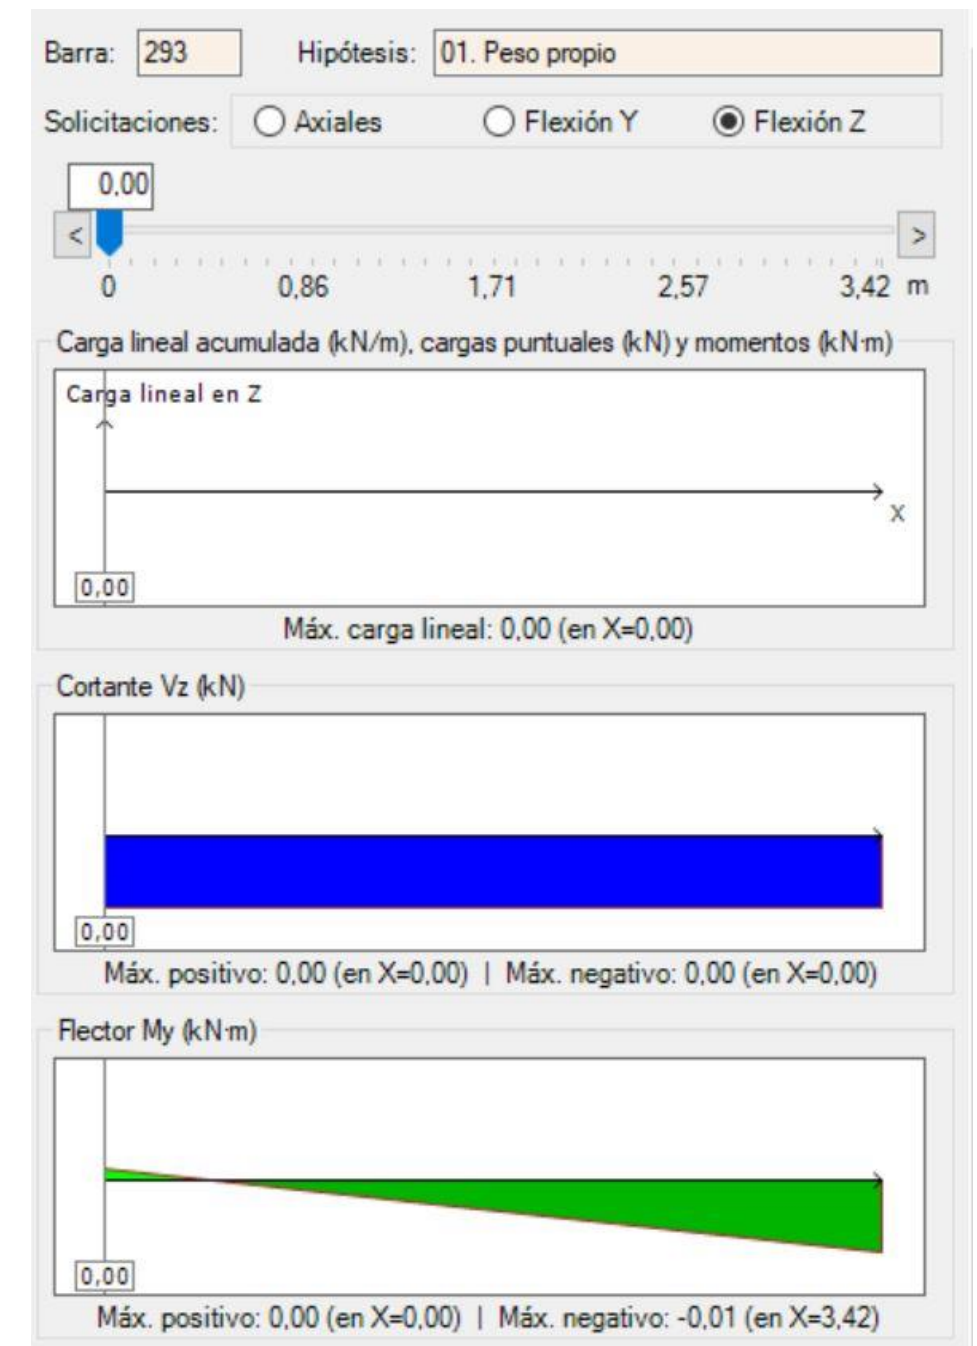 Barra: 293 Hipótesis: 01. Peso propio
Solicitaciones: Axiales Flexión Y Flexión Z
0,00
< >
0 0,86 1,71 2,57 3,42 m
Carga lineal acumulada (kN/m), cargas puntuales (kN) y momentos (kN·m)
Carga lineal en Z
X
0,00
Máx. carga lineal: 0,00 (en X=0,00)
Cortante Vz (kN)
0,00
Máx. positivo: 0,00 (en X=0,00) | Máx. negativo: 0,00 (en X=0,00)
Flector My (kN·m)
0,00
Máx. positivo: 0,00 (en X=0,00) | Máx. negativo: -0,01 (en X=3,42)